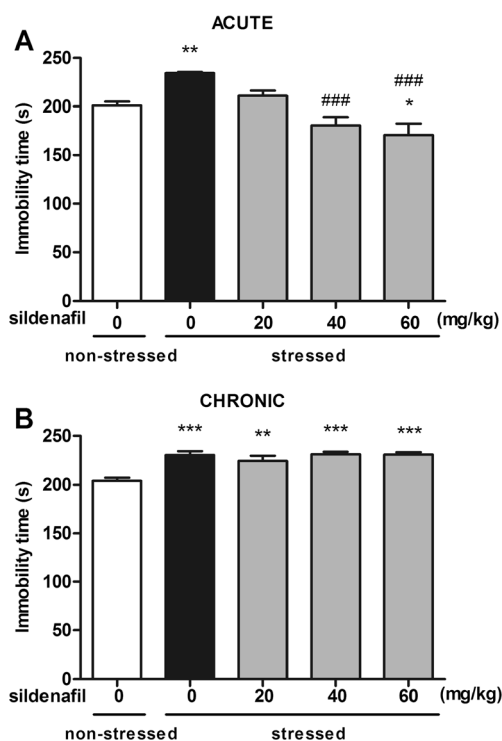 ACUTE
A
Immobility time (s)
250
200
150
100
50
0
**
###
###
*
sildenafil 0 0 20 40 60 (mg/kg)
non-stressed stressed
CHRONIC
B
Immobility time (s)
250
200
150
100
50
0
*** ** *** ***
sildenafil 0 0 20 40 60 (mg/kg)
non-stressed stressed